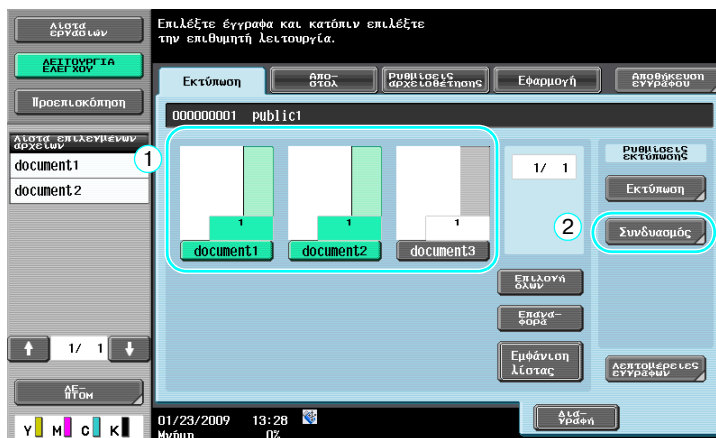 Λίστα
εργασιών
Επιλέξτε έγγραφα και κατόπιν επιλέξτε
την επιθυμητή λειτουργία.
ΛΕΙΤΟΥΡΓΙΑ
ΕΛΕΓΧΟΥ
Προεπισκόπηση
Εκτύπωση
Απο-
στολ
Ρυθμίσεις
αρχειοθέτησης
Εφαρμογή
Αποθήκευση
εγγράφου
000000001 public1
Λίστα επιλεγμένων
αρχείων
document1
document2
1
1
document1
1
document2
1
document3
1/ 1
Ρυθμίσεις
εκτύπωσης
Εκτύπωση
2
Συνδυασμός
Επιλογή
όλων
Επανα-
φορά
Εμφάνιση
λίστας
Λεπτομέρειες
εγγράφων
1/ 1
ΛΕ-
ΠΤΟΜ
Δια-
γραφή
01/23/2009 13:28
Μνήμη 0%
Y M C K